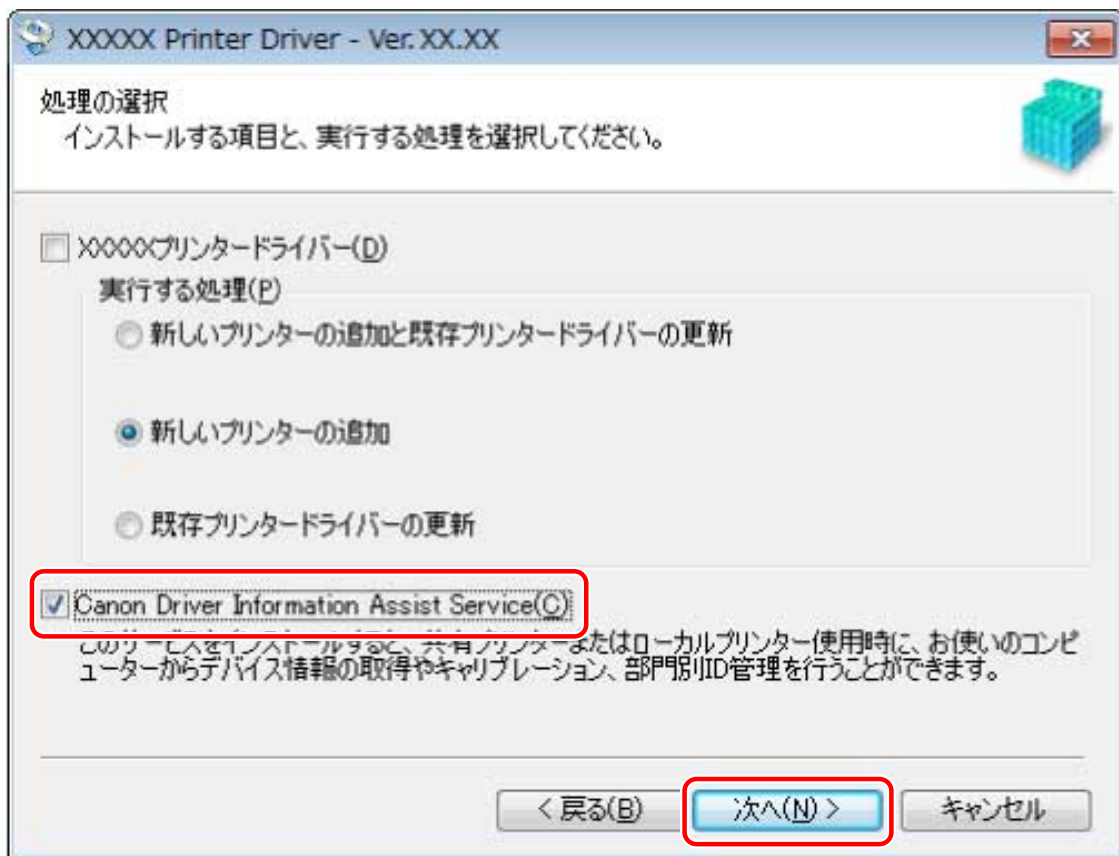 XXXXX Printer Driver - Ver. XX.XX
処理の選択
インストールする項目と、実行する処理を選択してください。
XXXXXプリンタードライバー(D)
実行する処理(P)
新しいプリンターの追加と既存プリンタードライバーの更新
新しいプリンターの追加
既存プリンタードライバーの更新
Canon Driver Information Assist Service(C)
このサービスをインストールすると、共有プリンターまたはローカルプリンター使用時に、お使いのコンピ
ューターからデバイス情報の取得やキャリブレーション、部門別ID管理を行うことができます。
< 戻る(B)
次へ(N) >
キャンセル